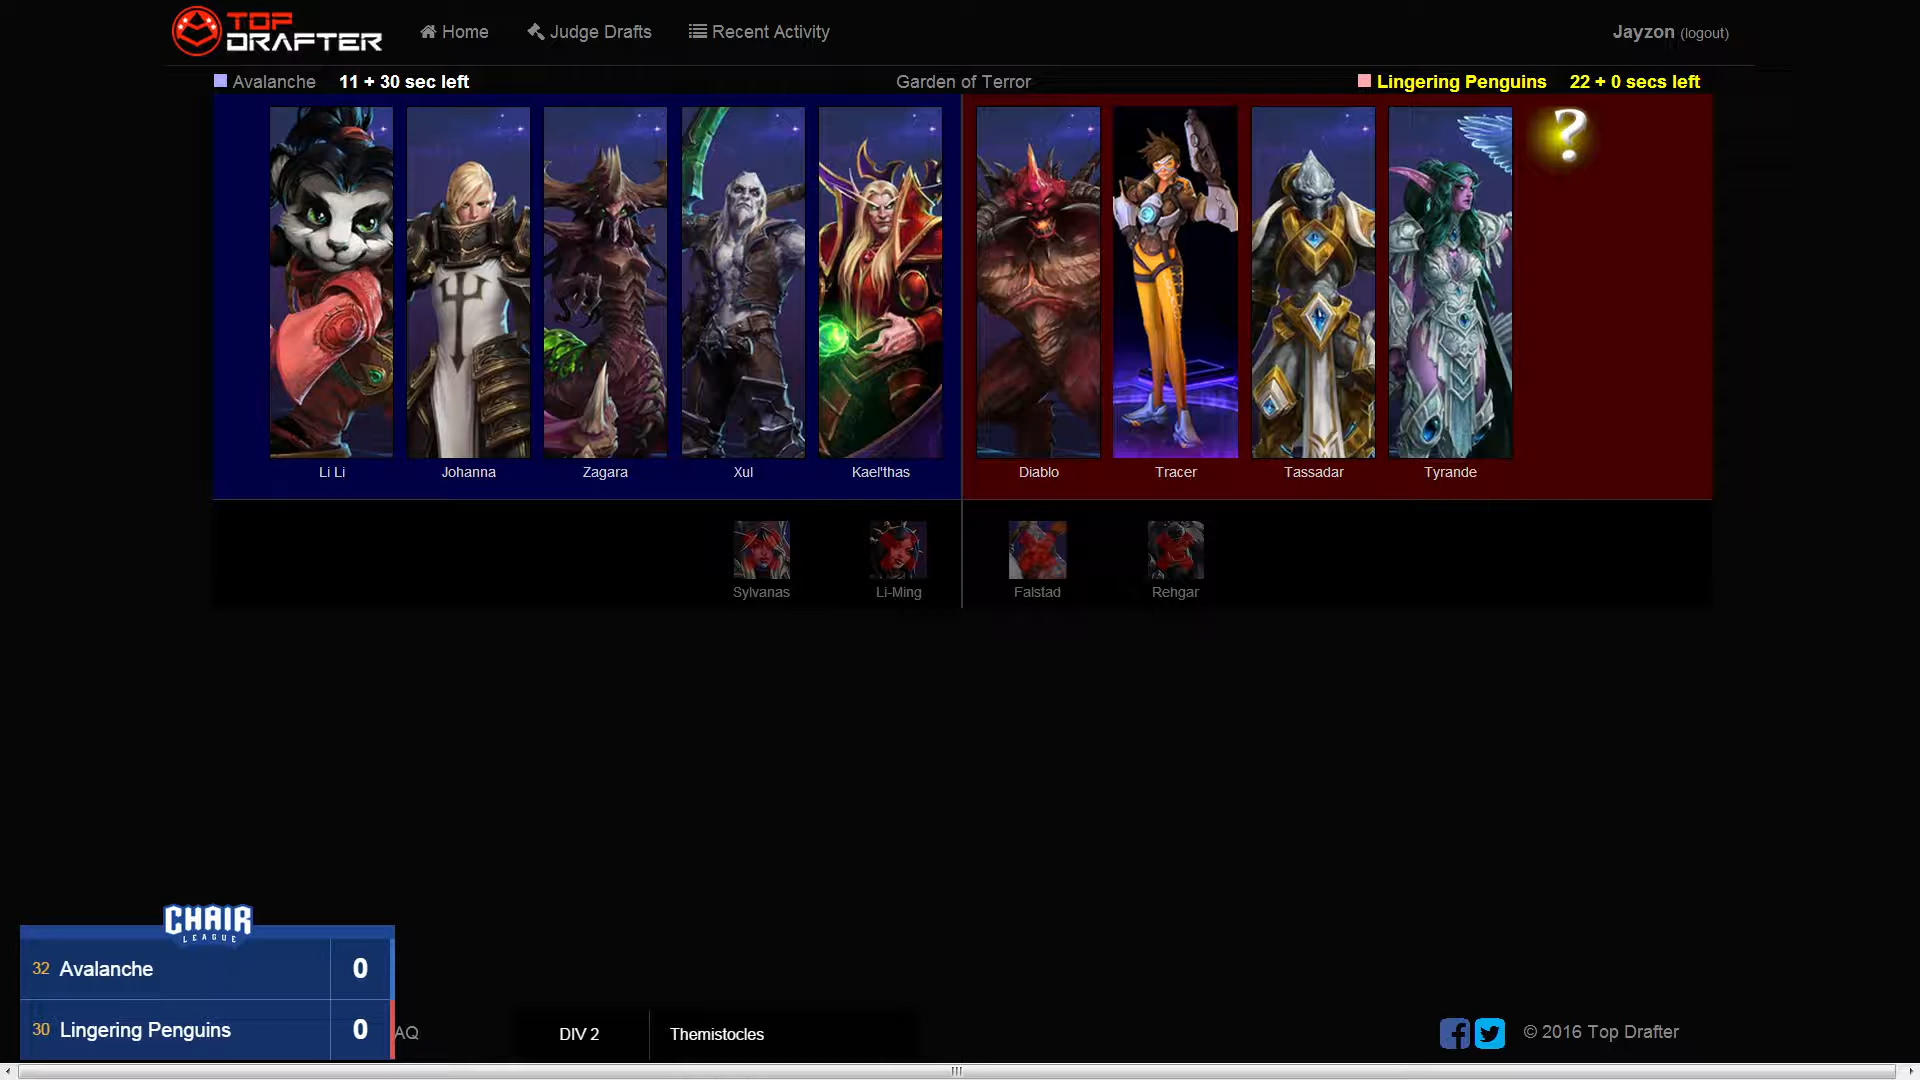 TOP DRAFTER
Home
Judge Drafts
Recent Activity
Jayzon (logout)
Avalanche 11 + 30 sec left
Garden of Terror
Lingering Penguins 22 + 0 secs left
?
Li Li
Johanna
Zagara
Xul
Kael'thas
Diablo
Tracer
Tassadar
Tyrande
Sylvanas
Li-Ming
Falstad
Rehgar
CHAIR
LEAGUE
32 Avalanche 0
30 Lingering Penguins 0
AQ
DIV 2
Themistocles
© 2016 Top Drafter